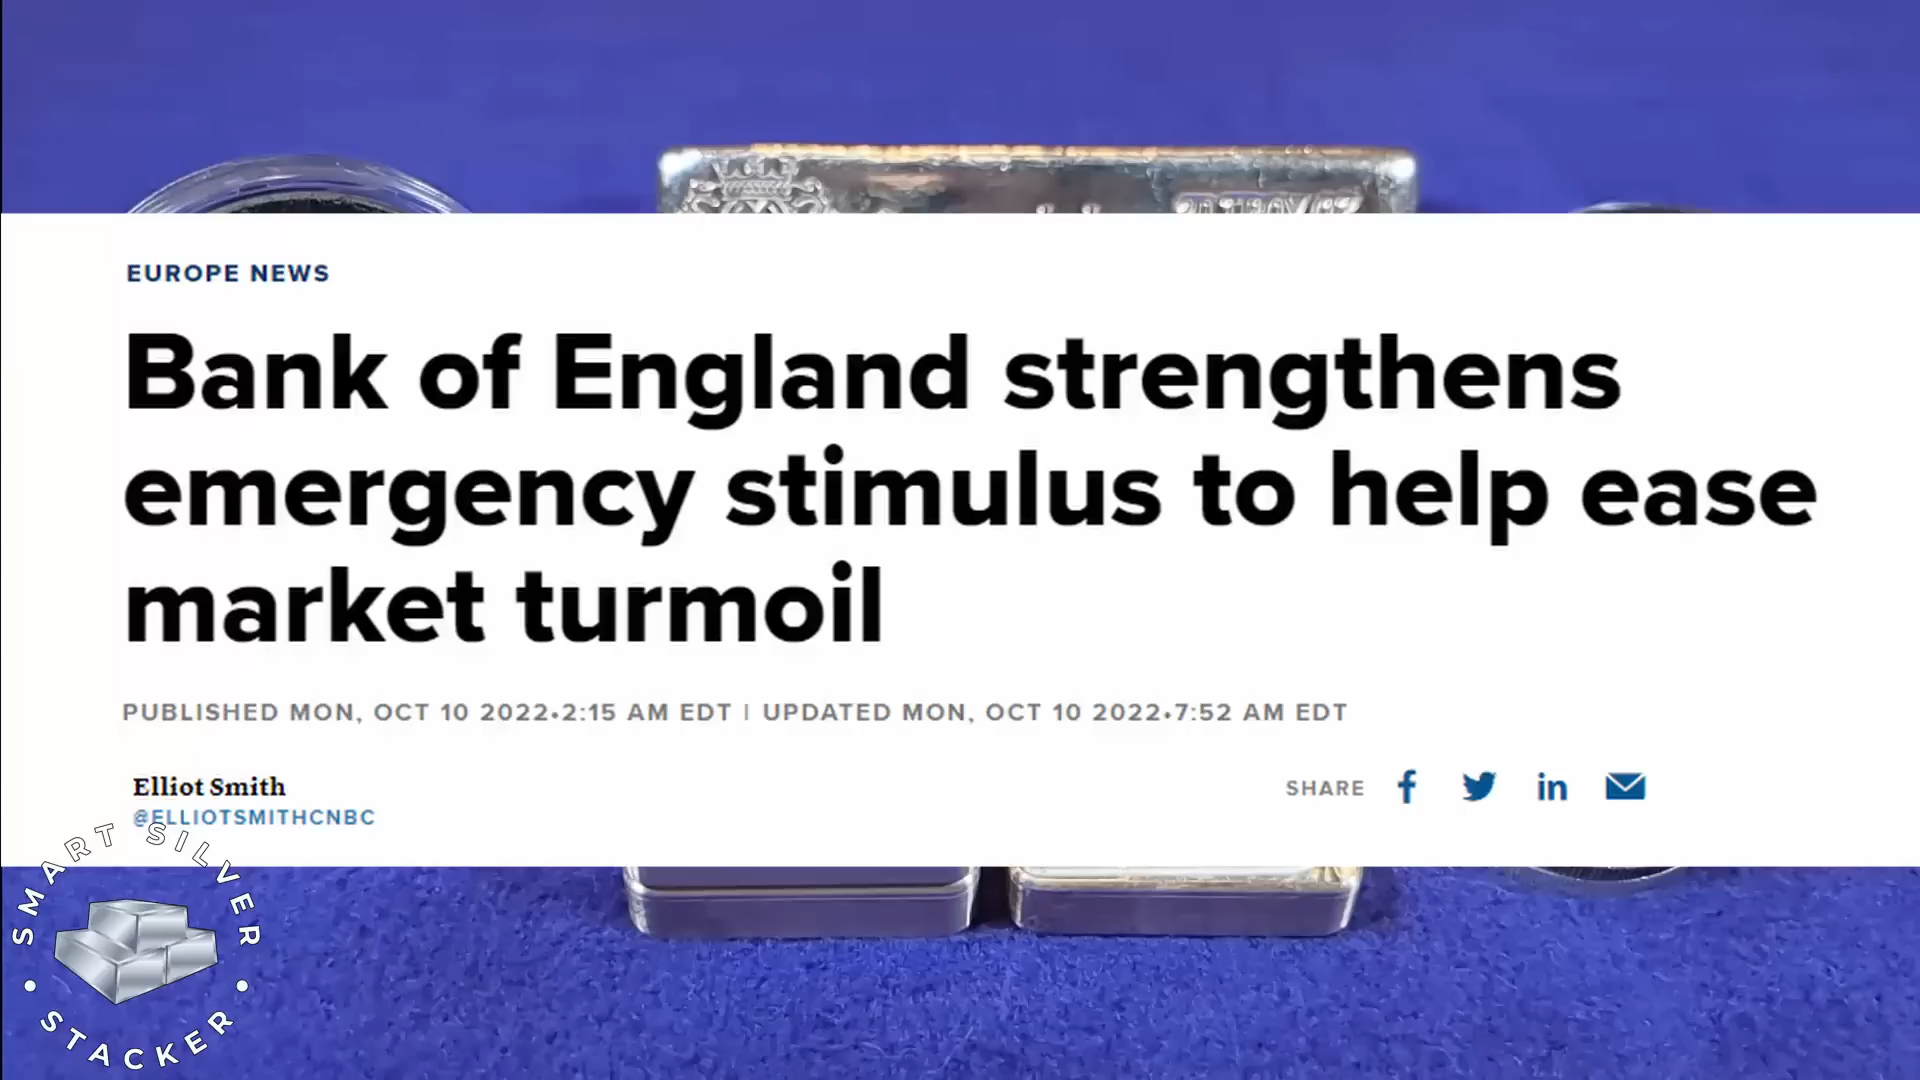 EUROPE NEWS
Bank of England strengthens
emergency stimulus to help ease
market turmoil
PUBLISHED MON, OCT 10 2022•2:15 AM EDT | UPDATED MON, OCT 10 2022•7:52 AM EDT
Elliot Smith
@ELLIOTSMITHCNBC
SHARE
SMART SILVER
STACKER